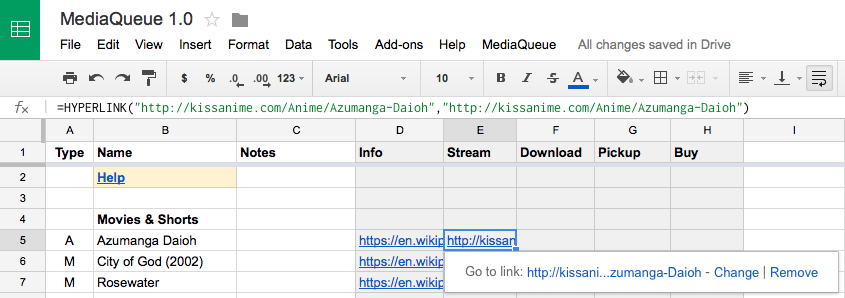 MediaQueue 1.0
File Edit View Insert Format Data Tools Add-ons Help MediaQueue All changes saved in Drive
$ % .0 .00 123 Arial 10 B I S A
fx =HYPERLINK("http://kissanime.com/Anime/Azumanga-Daioh","http://kissanime.com/Anime/Azumanga-Daioh")
A B C D E F G H I
1 Type Name Notes Info Stream Download Pickup Buy
2 Help
3
4 Movies & Shorts
5 A Azumanga Daioh https://en.wikip http://kissan
6 M City of God (2002) https://en.wikip
Go to link: http://kissani...zumanga-Daioh - Change | Remove
7 M Rosewater https://en.wikip